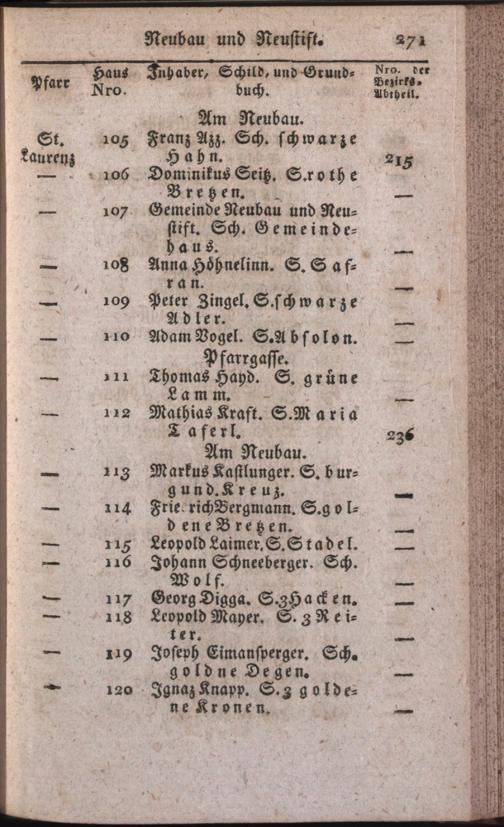 Neubau und Neustift. 271
Pfarr Haus Nro. Inhaber, Schild, und Grund= Nro. der Bezirks=
buch. Abtheil.
Am Neubau.
St. 105 Franz Azz. Sch. schwarze
Laurenz Hahn. 215
— 106 Dominikus Seitz. S. rothe
Bretzen. —
— 107 Gemeinde Neubau und Neu=
stift. Sch. Gemeinde=
haus. —
— 108 Anna Höhnelinn. S. Saf=
ran. —
— 109 Peter Zingel. S. schwarze
Adler. —
— 110 Adam Vogel. S. Absolon. —
Pfarrgasse.
— 111 Thomas Hayd. S. grüne
Lamm. —
— 112 Mathias Kraft. S. Maria
Taferl. 236
Am Neubau.
— 113 Markus Kastlunger. S. bur=
gund. Kreuz. —
— 114 Frie richBergmann. S. gol=
dene Bretzen. —
— 115 Leopold Laimer. S. Stadel. —
— 116 Johann Schneeberger. Sch.
Wolf. —
— 117 Georg Digga. S. 3 Hacken. —
— 118 Leopold Mayer. S. 3 Rei=
ter. —
— 119 Joseph Eimansperger. Sch.
goldne Degen. —
— 120 Ignaz Knapp. S. 3 golde=
ne Kronen. —